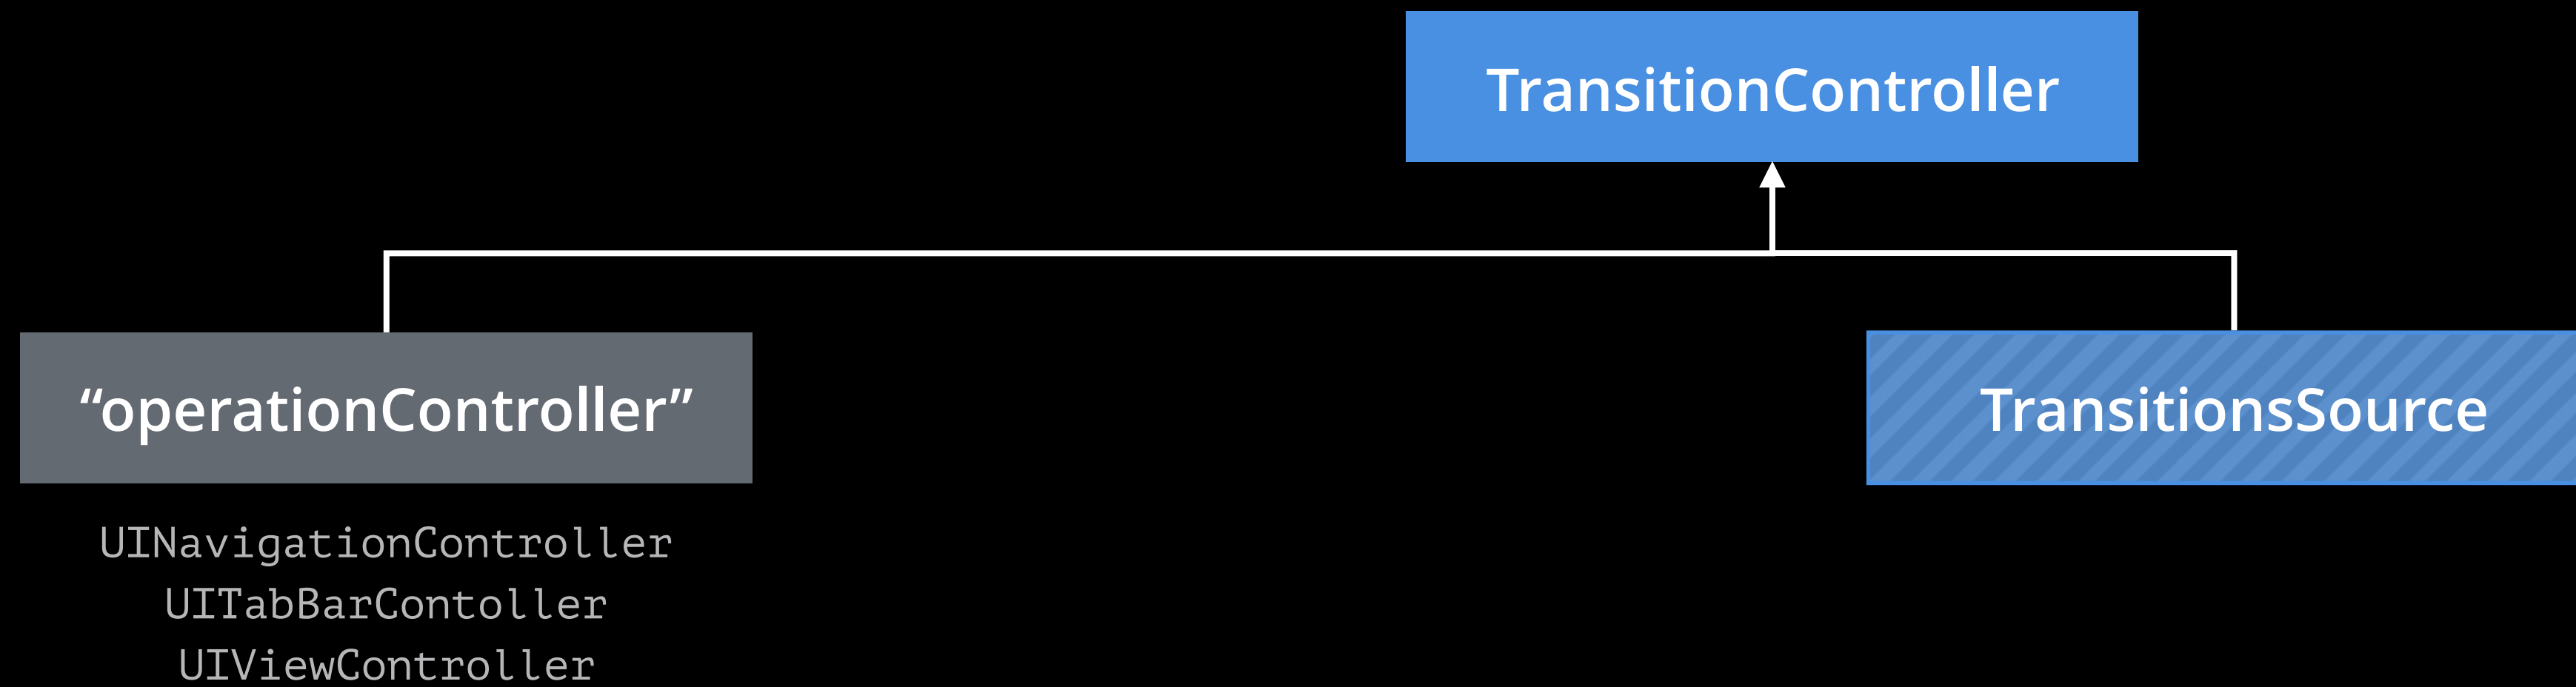 TransitionController
“operationController”
TransitionsSource
UINavigationController
UITabBarContoller
UIViewController